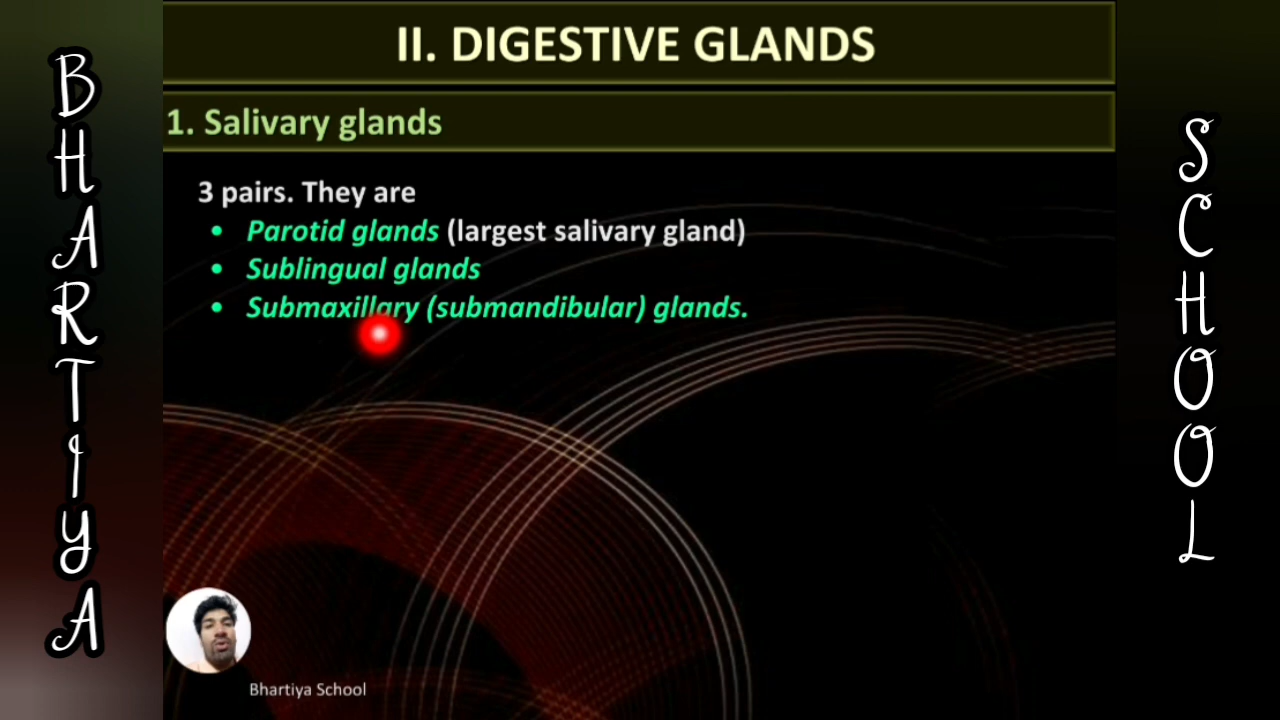 BHARTIYA
II. DIGESTIVE GLANDS
1. Salivary glands
3 pairs. They are
• Parotid glands (largest salivary gland)
• Sublingual glands
• Submaxillary (submandibular) glands.
Bhartiya School
SCHOOL